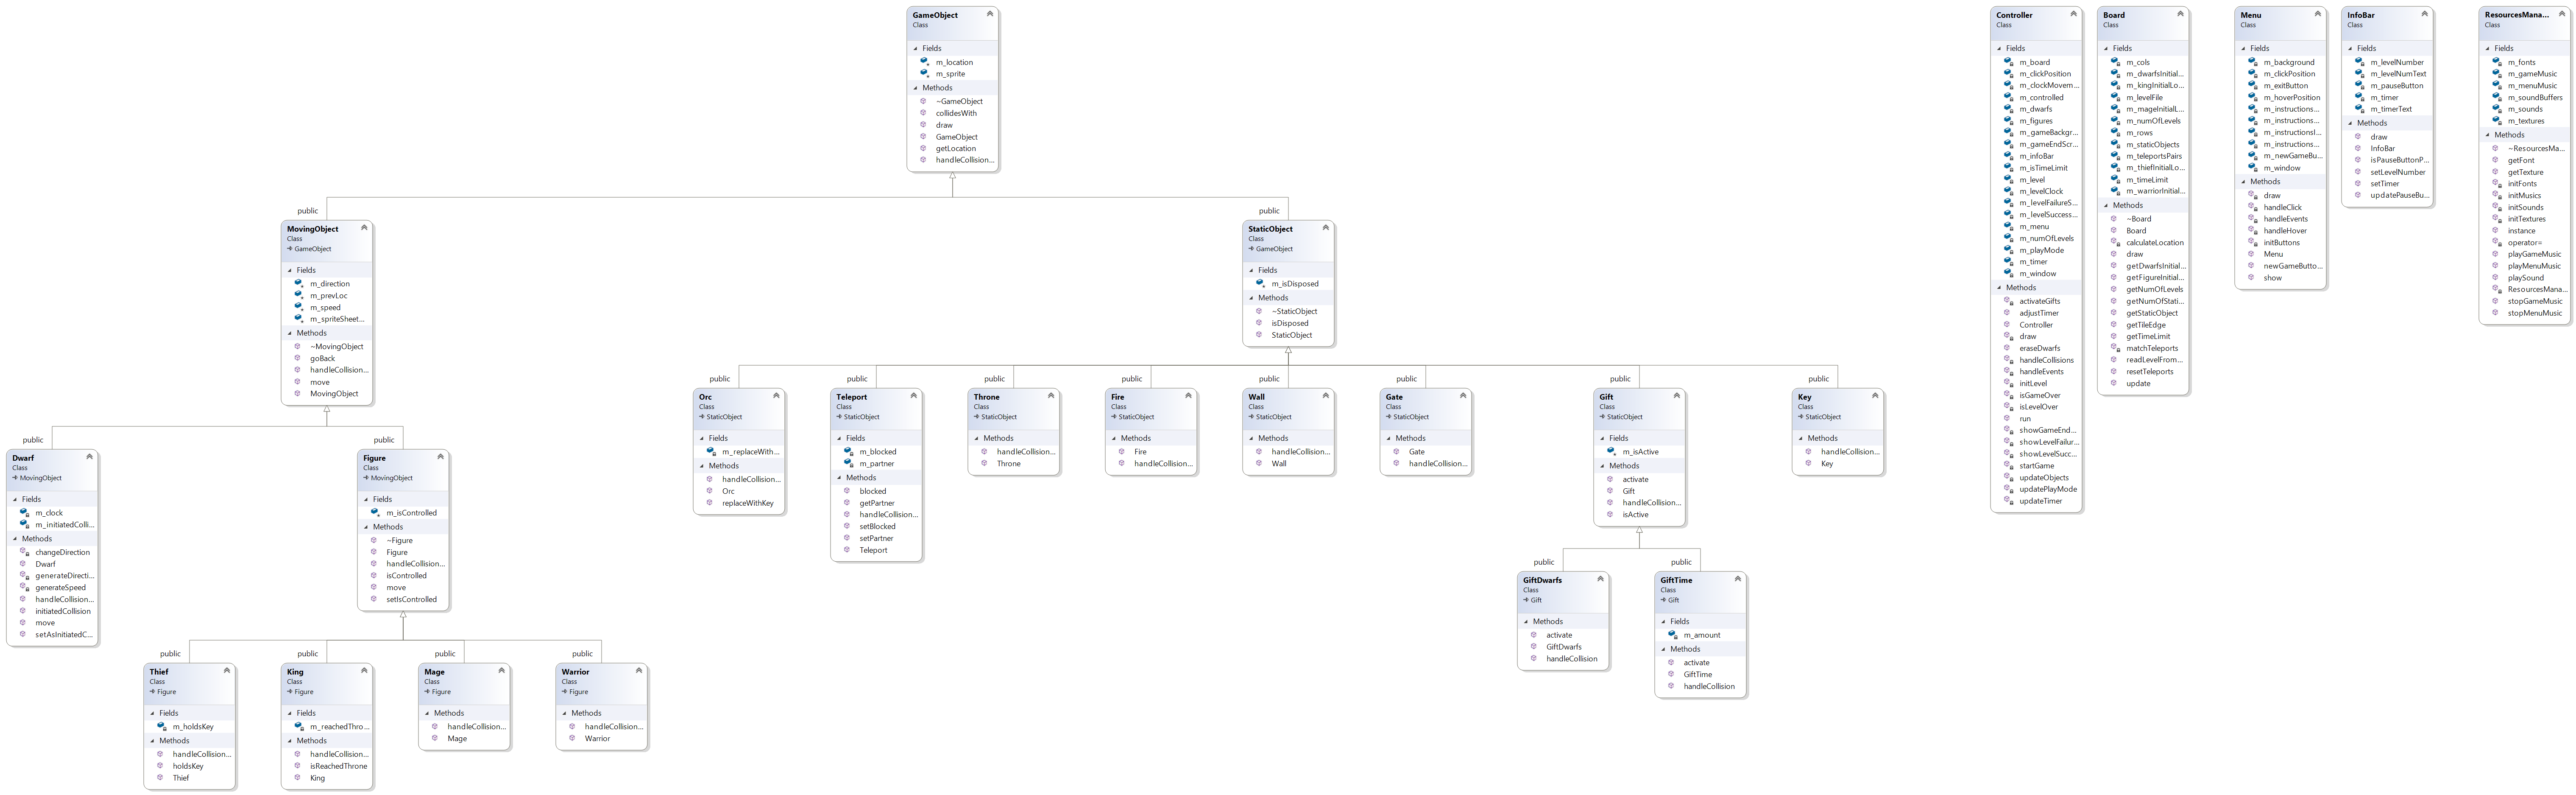 GameObject
Class
Fields
m_location
m_sprite
Methods
~GameObject
collidesWith
draw
GameObject
getLocation
handleCollision...
public
MovingObject
Class
GameObject
Fields
m_direction
m_prevLoc
m_speed
m_spriteSheet...
Methods
~MovingObject
goBack
handleCollision...
move
MovingObject
public
StaticObject
Class
GameObject
Fields
m_isDisposed
Methods
~StaticObject
isDisposed
StaticObject
public
Dwarf
Class
MovingObject
Fields
m_clock
m_initiatedColli...
Methods
changeDirection
Dwarf
generateDirecti...
generateSpeed
handleCollision...
initiatedCollision
move
setAsInitiatedC...
public
Figure
Class
MovingObject
Fields
m_isControlled
Methods
~Figure
Figure
handleCollision...
isControlled
move
setIsControlled
public
Thief
Class
Figure
Fields
m_holdsKey
Methods
handleCollision...
holdsKey
Thief
public
King
Class
Figure
Fields
m_reachedThro...
Methods
handleCollision...
isReachedThrone
King
public
Mage
Class
Figure
Methods
handleCollision...
Mage
public
Warrior
Class
Figure
Methods
handleCollision...
Warrior
public
Orc
Class
StaticObject
Fields
m_replaceWith...
Methods
handleCollision...
Orc
replaceWithKey
public
Teleport
Class
StaticObject
Fields
m_blocked
m_partner
Methods
blocked
getPartner
handleCollision...
setBlocked
setPartner
Teleport
public
Throne
Class
StaticObject
Methods
handleCollision...
Throne
public
Fire
Class
StaticObject
Methods
Fire
handleCollision...
public
Wall
Class
StaticObject
Methods
handleCollision...
Wall
public
Gate
Class
StaticObject
Methods
Gate
handleCollision...
public
Gift
Class
StaticObject
Fields
m_isActive
Methods
activate
Gift
handleCollision...
isActive
public
Key
Class
StaticObject
Methods
handleCollision...
Key
public
GiftDwarfs
Class
Gift
Methods
activate
GiftDwarfs
handleCollision
public
GiftTime
Class
Gift
Fields
m_amount
Methods
activate
GiftTime
handleCollision
Controller
Class
Fields
m_board
m_clickPosition
m_clockMovem...
m_controlled
m_dwarfs
m_figures
m_gameBackgr...
m_gameEndScr...
m_infoBar
m_isTimeLimit
m_level
m_levelClock
m_levelFailureS...
m_levelSuccess...
m_menu
m_numOfLevels
m_playMode
m_timer
m_window
Methods
activateGifts
adjustTimer
Controller
draw
eraseDwarfs
handleCollisions
handleEvents
initLevel
isGameOver
isLevelOver
run
showGameEnd...
showLevelFailur...
showLevelSucc...
startGame
updateObjects
updatePlayMode
updateTimer
Board
Class
Fields
m_cols
m_dwarfsInitial...
m_kingInitialLo...
m_levelFile
m_mageInitialL...
m_numOfLevels
m_rows
m_staticObjects
m_teleportsPairs
m_thiefInitialLo...
m_timeLimit
m_warriorInitial...
Methods
~Board
Board
calculateLocation
draw
getDwarfsInitial...
getFigureInitial...
getNumOfLevels
getNumOfStati...
getStaticObject
getTileEdge
getTimeLimit
matchTeleports
readLevelFrom...
resetTeleports
update
Menu
Class
Fields
m_background
m_clickPosition
m_exitButton
m_hoverPosition
m_instructions...
m_instructions...
m_instructionsI...
m_instructions...
m_newGameBu...
m_window
Methods
draw
handleClick
handleEvents
handleHover
initButtons
Menu
newGameButto...
show
InfoBar
Class
Fields
m_levelNumber
m_levelNumText
m_pauseButton
m_timer
m_timerText
Methods
draw
InfoBar
isPauseButtonP...
setLevelNumber
setTimer
updatePauseBu...
ResourcesMana...
Class
Fields
m_fonts
m_gameMusic
m_menuMusic
m_soundBuffers
m_sounds
m_textures
Methods
~ResourcesMa...
getFont
getTexture
initFonts
initMusics
initSounds
initTextures
instance
operator=
playGameMusic
playMenuMusic
playSound
ResourcesMana...
stopGameMusic
stopMenuMusic